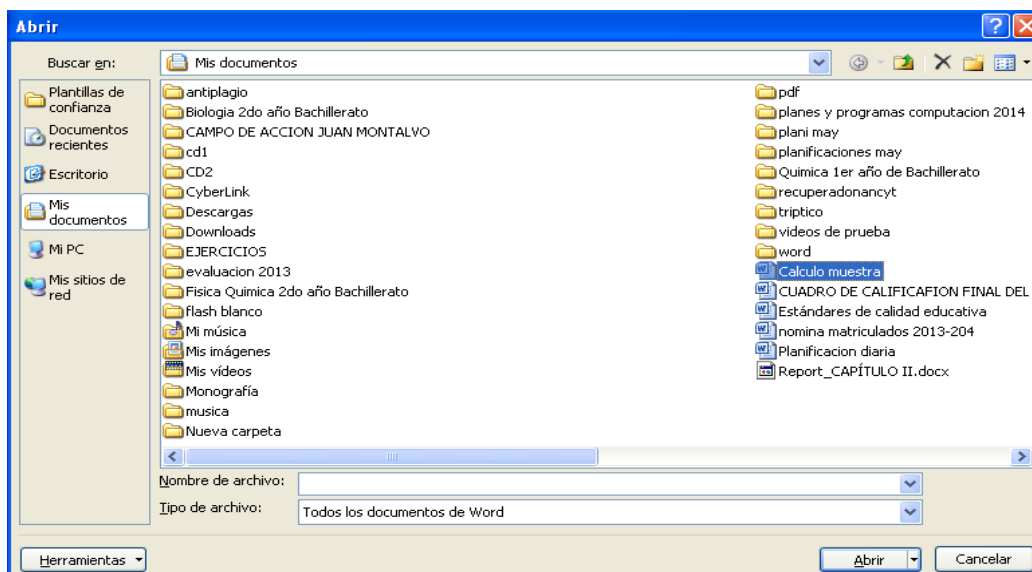 Abrir
Buscar en:
Mis documentos
Plantillas de
confianza
Documentos
recientes
Escritorio
Mis
documentos
Mi PC
Mis sitios de
red
antiplagio
Biologia 2do año Bachillerato
CAMPO DE ACCION JUAN MONTALVO
cd1
CD2
CyberLink
Descargas
Downloads
EJERCICIOS
evaluacion 2013
Fisica Quimica 2do año Bachillerato
flash blanco
Mi música
Mis imágenes
Mis vídeos
Monografía
musica
Nueva carpeta
pdf
planes y programas computacion 2014
plani may
planificaciones may
Quimica 1er año de Bachillerato
recuperadonancyt
triptico
videos de prueba
word
Calculo muestra
CUADRO DE CALIFICAFION FINAL DEL
Estándares de calidad educativa
nomina matriculados 2013-204
Planificacion diaria
Report_CAPÍTULO II.docx
Nombre de archivo:
Tipo de archivo:
Todos los documentos de Word
Herramientas
Abrir
Cancelar